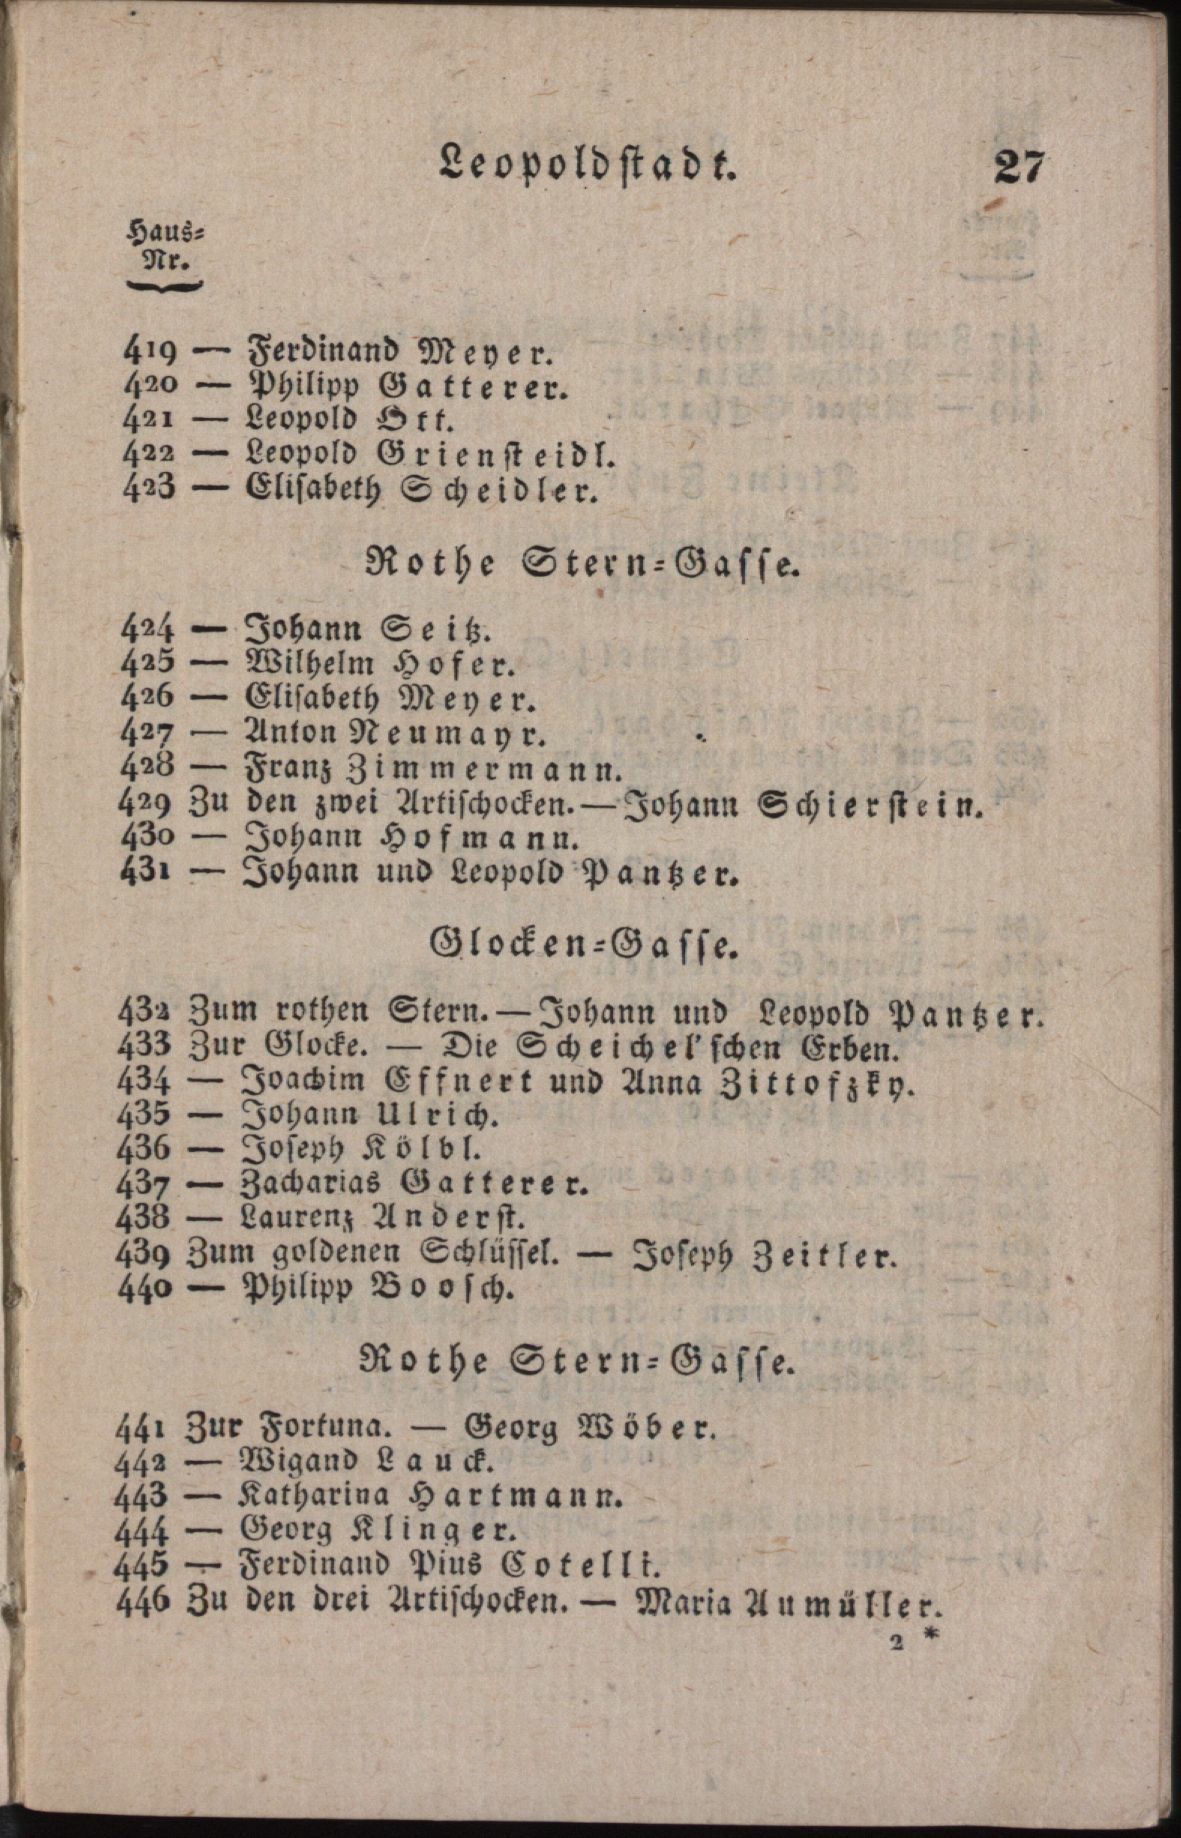 Leopoldstadt. 27
Haus-
Nr.
419 — Ferdinand Meyer.
420 — Philipp Gatterer.
421 — Leopold Ott.
422 — Leopold Griensteidl.
423 — Elisabeth Scheidler.
Rothe Stern-Gasse.
424 — Johann Seitz.
425 — Wilhelm Hofer.
426 — Elisabeth Meyer.
427 — Anton Neumayr.
428 — Franz Zimmermann.
429 Zu den zwei Artischocken. — Johann Schierstein.
430 — Johann Hofmann.
431 — Johann und Leopold Pantzer.
Glocken-Gasse.
432 Zum rothen Stern. — Johann und Leopold Pantzer.
433 Zur Glocke. — Die Scheichel'schen Erben.
434 — Joachim Effnert und Anna Zittofzky.
435 — Johann Ulrich.
436 — Joseph Kölbl.
437 — Zacharias Gatterer.
438 — Laurenz Anderst.
439 Zum goldenen Schlüssel. — Joseph Zeitler.
440 — Philipp Boosch.
Rothe Stern-Gasse.
441 Zur Fortuna. — Georg Wöber.
442 — Wigand Lauck.
443 — Katharina Hartmann.
444 — Georg Klinger.
445 — Ferdinand Pius Cotelli.
446 Zu den drei Artischocken. — Maria Aumüller.
2 *